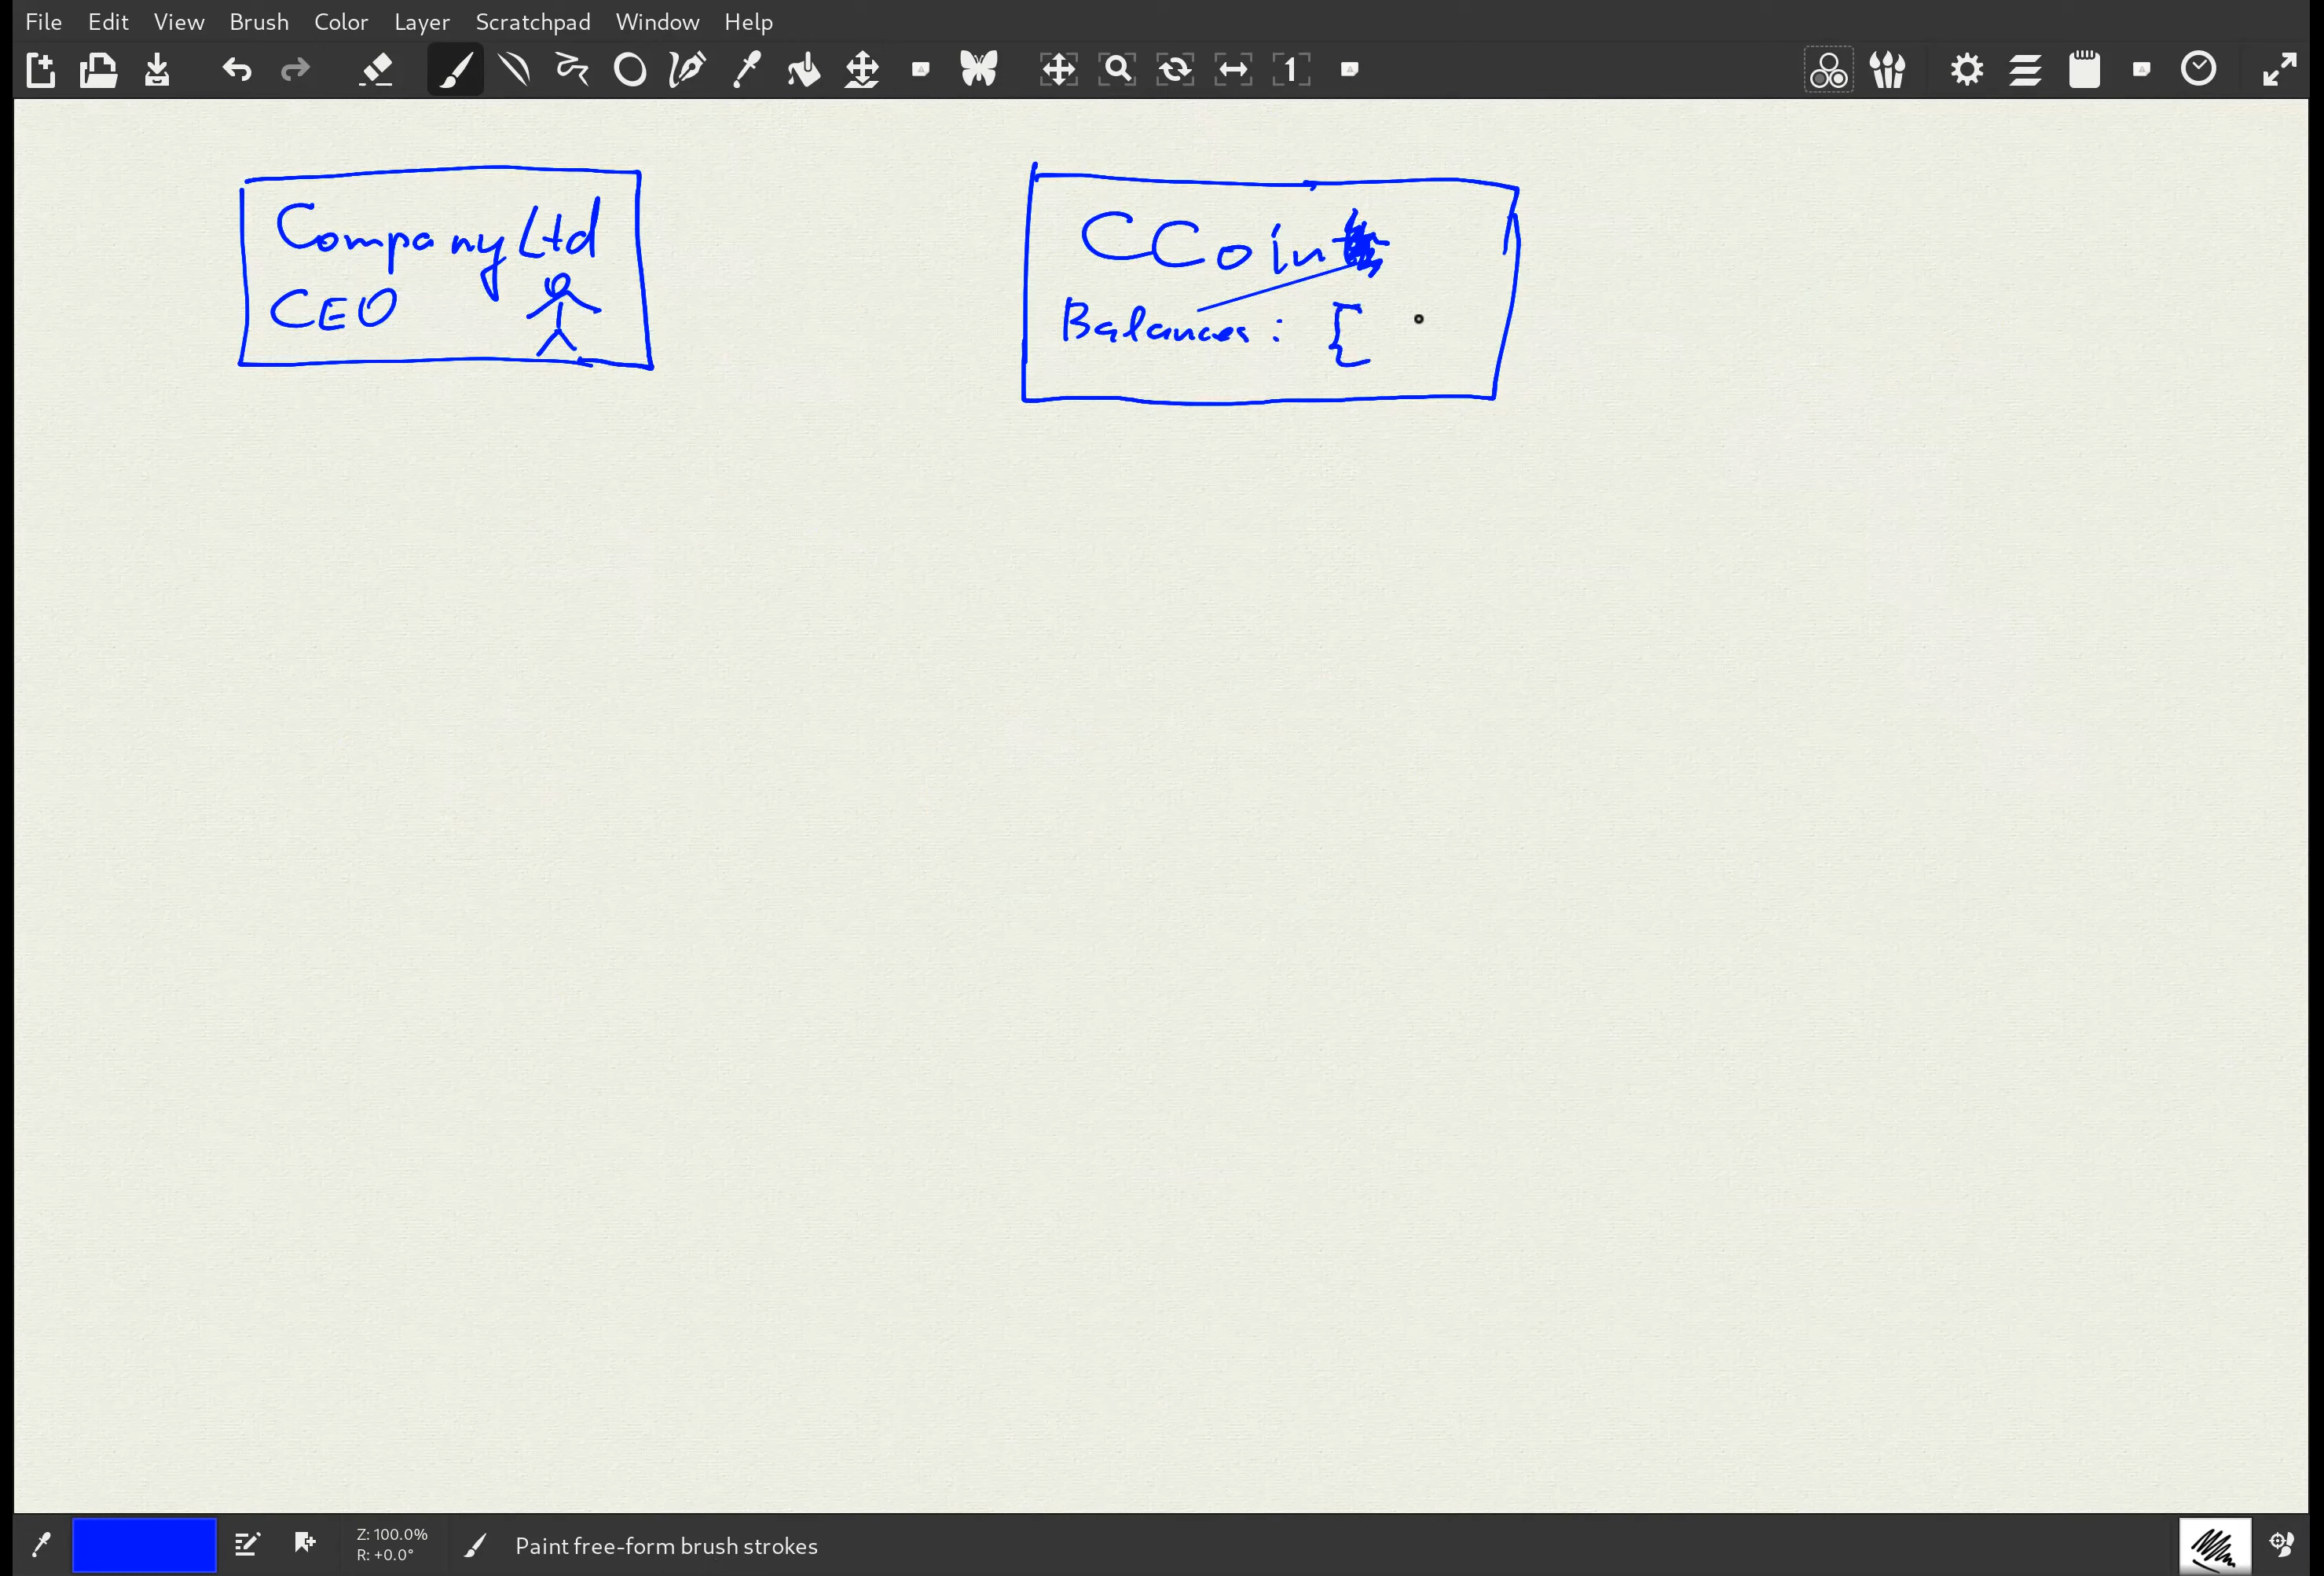 File Edit View Brush Color Layer Scratchpad Window Help
1
Company Ltd
CEO
CCoin
Balances: {
Z: 100.0%
R: +0.0°
Paint free-form brush strokes